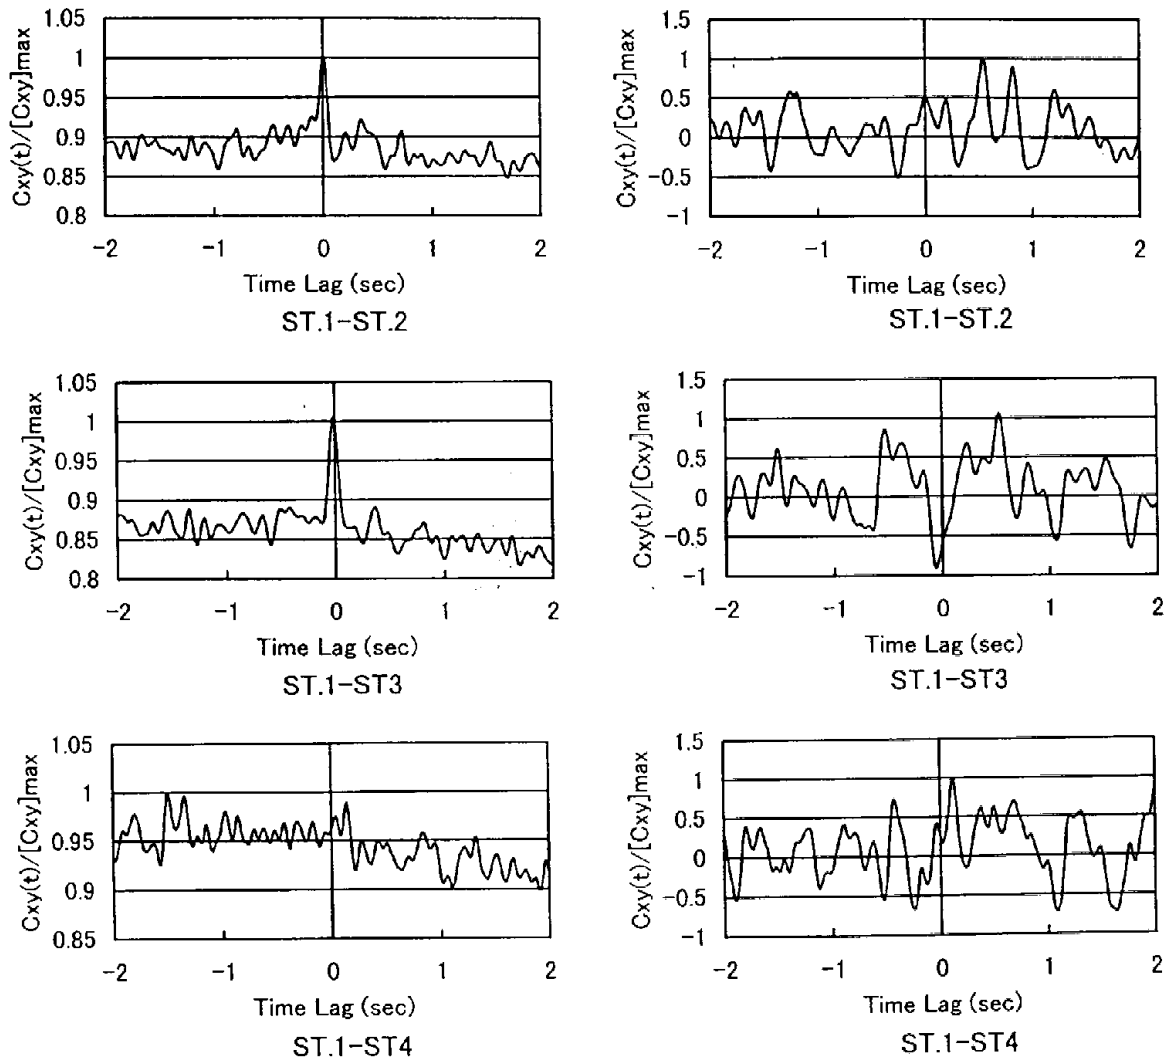 Cxy(t)/[Cxy]max
1.05
1
0.95
0.9
0.85
0.8
-2 -1 0 1 2
Time Lag (sec)
ST.1-ST.2
Cxy(t)/[Cxy]max
1.5
1
0.5
0
-0.5
-1
-2 -1 0 1 2
Time Lag (sec)
ST.1-ST.2
Cxy(t)/[Cxy]max
1.05
1
0.95
0.9
0.85
0.8
-2 -1 0 1 2
Time Lag (sec)
ST.1-ST3
Cxy(t)/[Cxy]max
1.5
1
0.5
0
-0.5
-1
-2 -1 0 1 2
Time Lag (sec)
ST.1-ST3
Cxy(t)/[Cxy]max
1.05
1
0.95
0.9
0.85
-2 -1 0 1 2
Time Lag (sec)
ST.1-ST4
Cxy(t)/[Cxy]max
1.5
1
0.5
0
-0.5
-1
-2 -1 0 1 2
Time Lag (sec)
ST.1-ST4